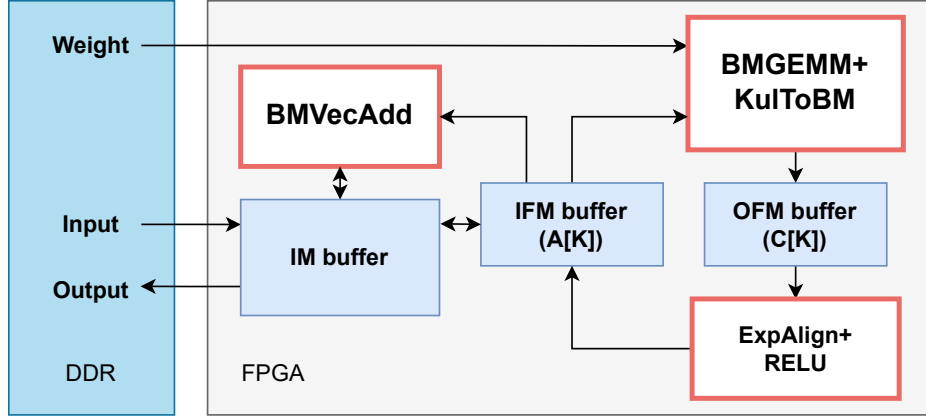 Weight
BMGEMM+
KulToBM
BMVecAdd
Input
IM buffer
IFM buffer
(A[K])
OFM buffer
(C[K])
Output
ExpAlign+
RELU
DDR
FPGA